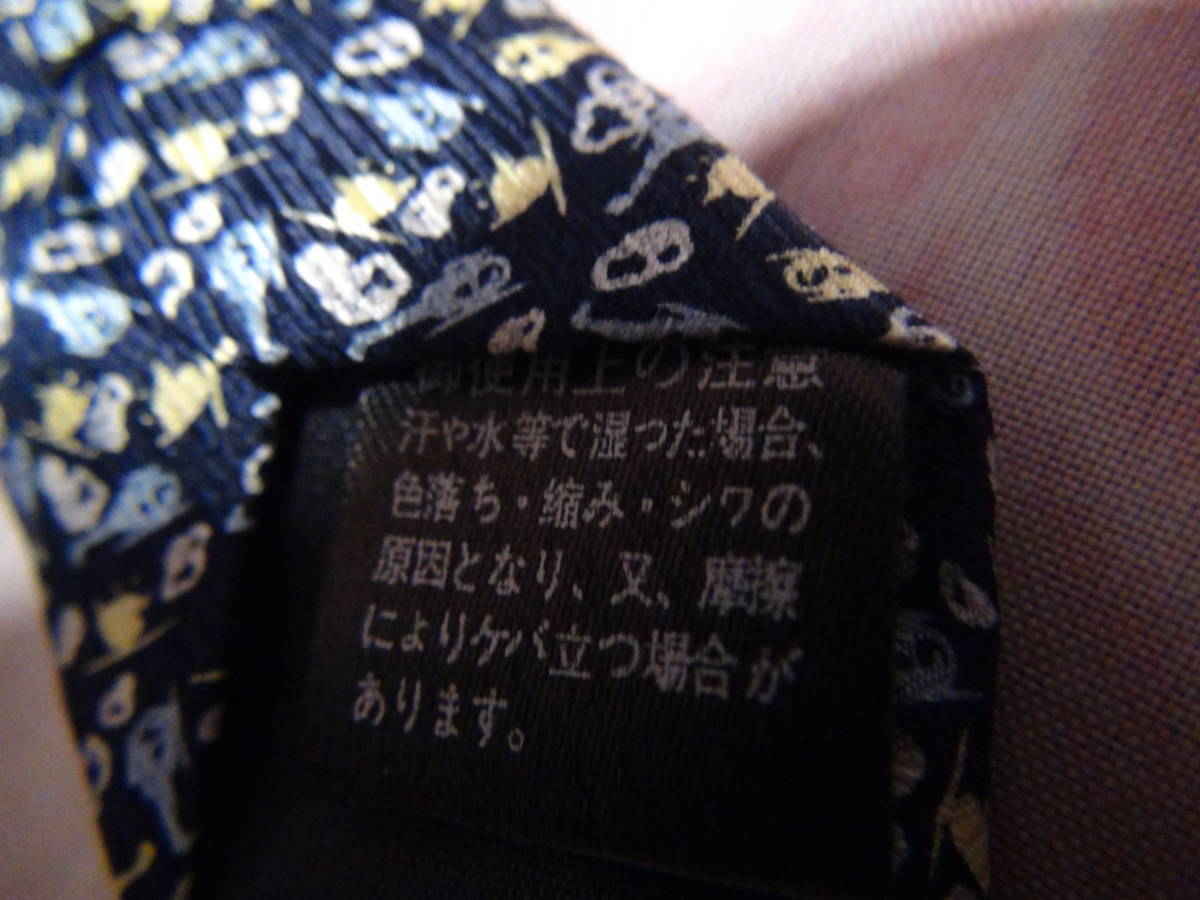 御使用上の注意
汗や水等で湿つた場合、
色落ち・縮み・シワの
原因となり、又、摩擦
によりケバ立つ場合が
あります。